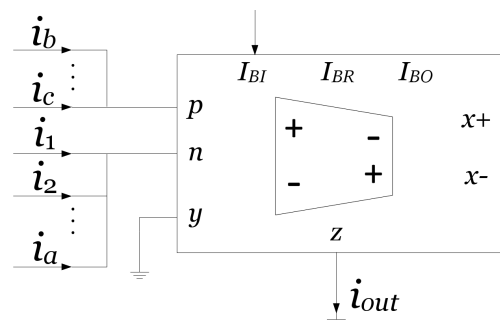 i_b
⋮
i_c
i_1
i_2
⋮
i_a
I_BI I_BR I_BO
p
n
y
+ -
- +
x+
x-
z
i_out